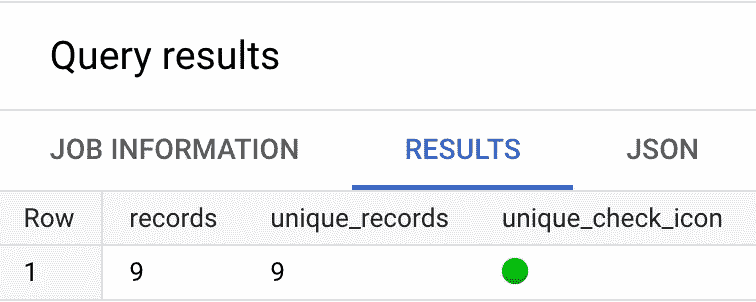 Query results
JOB INFORMATION RESULTS JSON
Row records unique_records unique_check_icon
1 9 9